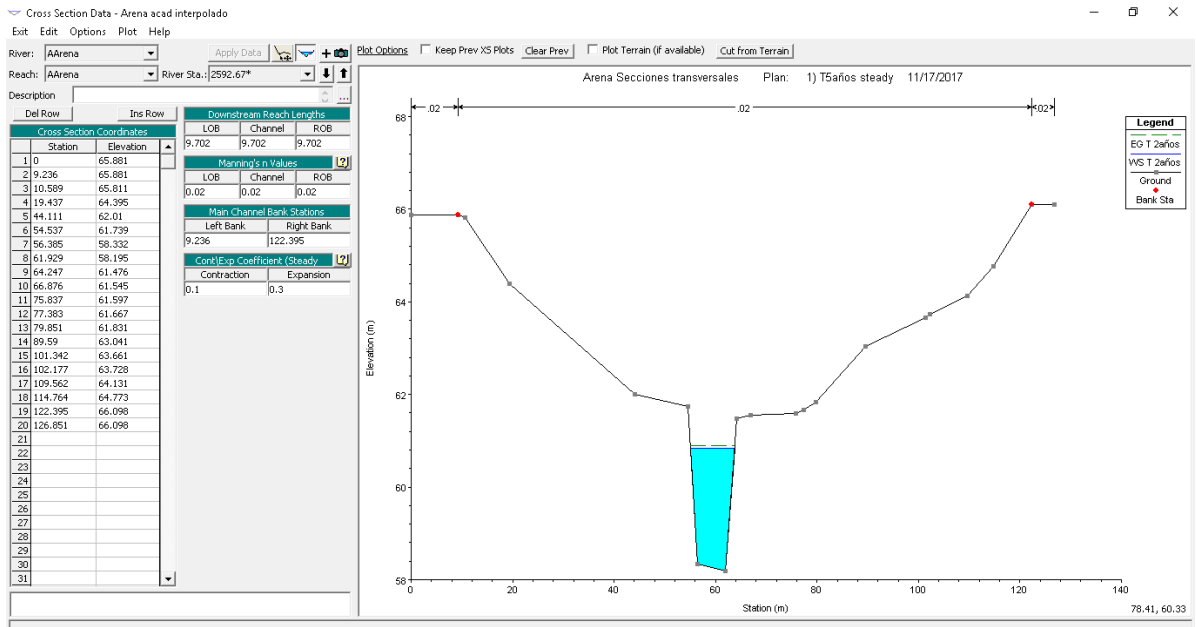 Cross Section Data - Arena acad interpolado
Exit Edit Options Plot Help
River: AArena Apply Data
Reach: AArena River Sta.: 2592.67*
Description ...
Del Row Ins Row
Cross Section Coordinates
Station Elevation
1 0 65.881
2 9.236 65.881
3 10.589 65.811
4 19.437 64.395
5 44.111 62.01
6 54.537 61.739
7 56.385 58.332
8 61.929 58.195
9 64.247 61.476
10 66.876 61.545
11 75.837 61.597
12 77.383 61.667
13 79.851 61.831
14 89.59 63.041
15 101.342 63.661
16 102.177 63.728
17 109.562 64.131
18 114.764 64.773
19 122.395 66.098
20 126.851 66.098
21
22
23
24
25
26
27
28
29
30
31
Downstream Reach Lengths
LOB Channel ROB
9.702 9.702 9.702
Manning's n Values ?
LOB Channel ROB
0.02 0.02 0.02
Main Channel Bank Stations
Left Bank Right Bank
9.236 122.395
Cont\Exp Coefficient (Steady ?
Contraction Expansion
0.1 0.3
Plot Options Keep Prev XS Plots Clear Prev Plot Terrain (if available) Cut from Terrain
Arena Secciones transversales Plan: 1) T5años steady 11/17/2017
.02 .02 .02
68
66
64
62
60
58
Elevation (m)
0 20 40 60 80 100 120 140
Station (m)
Legend
EG T 2años
WS T 2años
Ground
Bank Sta
78.41, 60.33